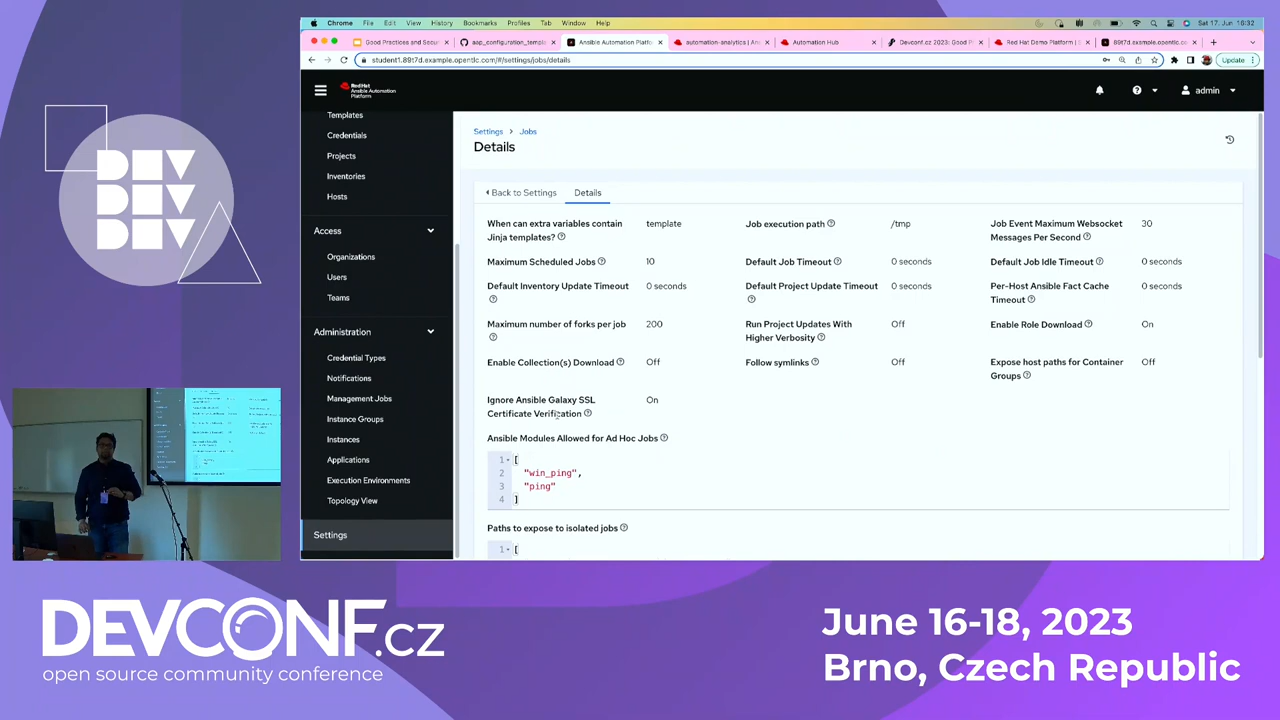 Chrome File Edit View History Bookmarks Profiles Tab Window Help
Sat 17. Jun 16:32
Good Practices and Secu
aap_configuration_templa
Ansible Automation Platfo
automation-analytics | An
Automation Hub
Devconf.cz 2023: Good P
Red Hat Demo Platform | B
89t7d.example.opentlc.co
student1.89t7d.example.opentlc.com/#/settings/jobs/details
Update
Red Hat
Ansible Automation
Platform
admin
Templates
Credentials
Projects
Inventories
Hosts
Access
Organizations
Users
Teams
Administration
Credential Types
Notifications
Management Jobs
Instance Groups
Instances
Applications
Execution Environments
Topology View
Settings
Settings > Jobs
Details
Back to Settings
Details
When can extra variables contain
Jinja templates?
template
Job execution path
/tmp
Job Event Maximum Websocket
Messages Per Second
30
Maximum Scheduled Jobs
10
Default Job Timeout
0 seconds
Default Job Idle Timeout
0 seconds
Default Inventory Update Timeout
0 seconds
Default Project Update Timeout
0 seconds
Per-Host Ansible Fact Cache
Timeout
0 seconds
Maximum number of forks per job
200
Run Project Updates With
Higher Verbosity
Off
Enable Role Download
On
Enable Collection(s) Download
Off
Follow symlinks
Off
Expose host paths for Container
Groups
Off
Ignore Ansible Galaxy SSL
Certificate Verification
On
Ansible Modules Allowed for Ad Hoc Jobs
1 [
2 "win_ping",
3 "ping"
4 ]
Paths to expose to isolated jobs
1 [
DEV
DEV
DEV
DEVCONF.cz
open source community conference
June 16-18, 2023
Brno, Czech Republic